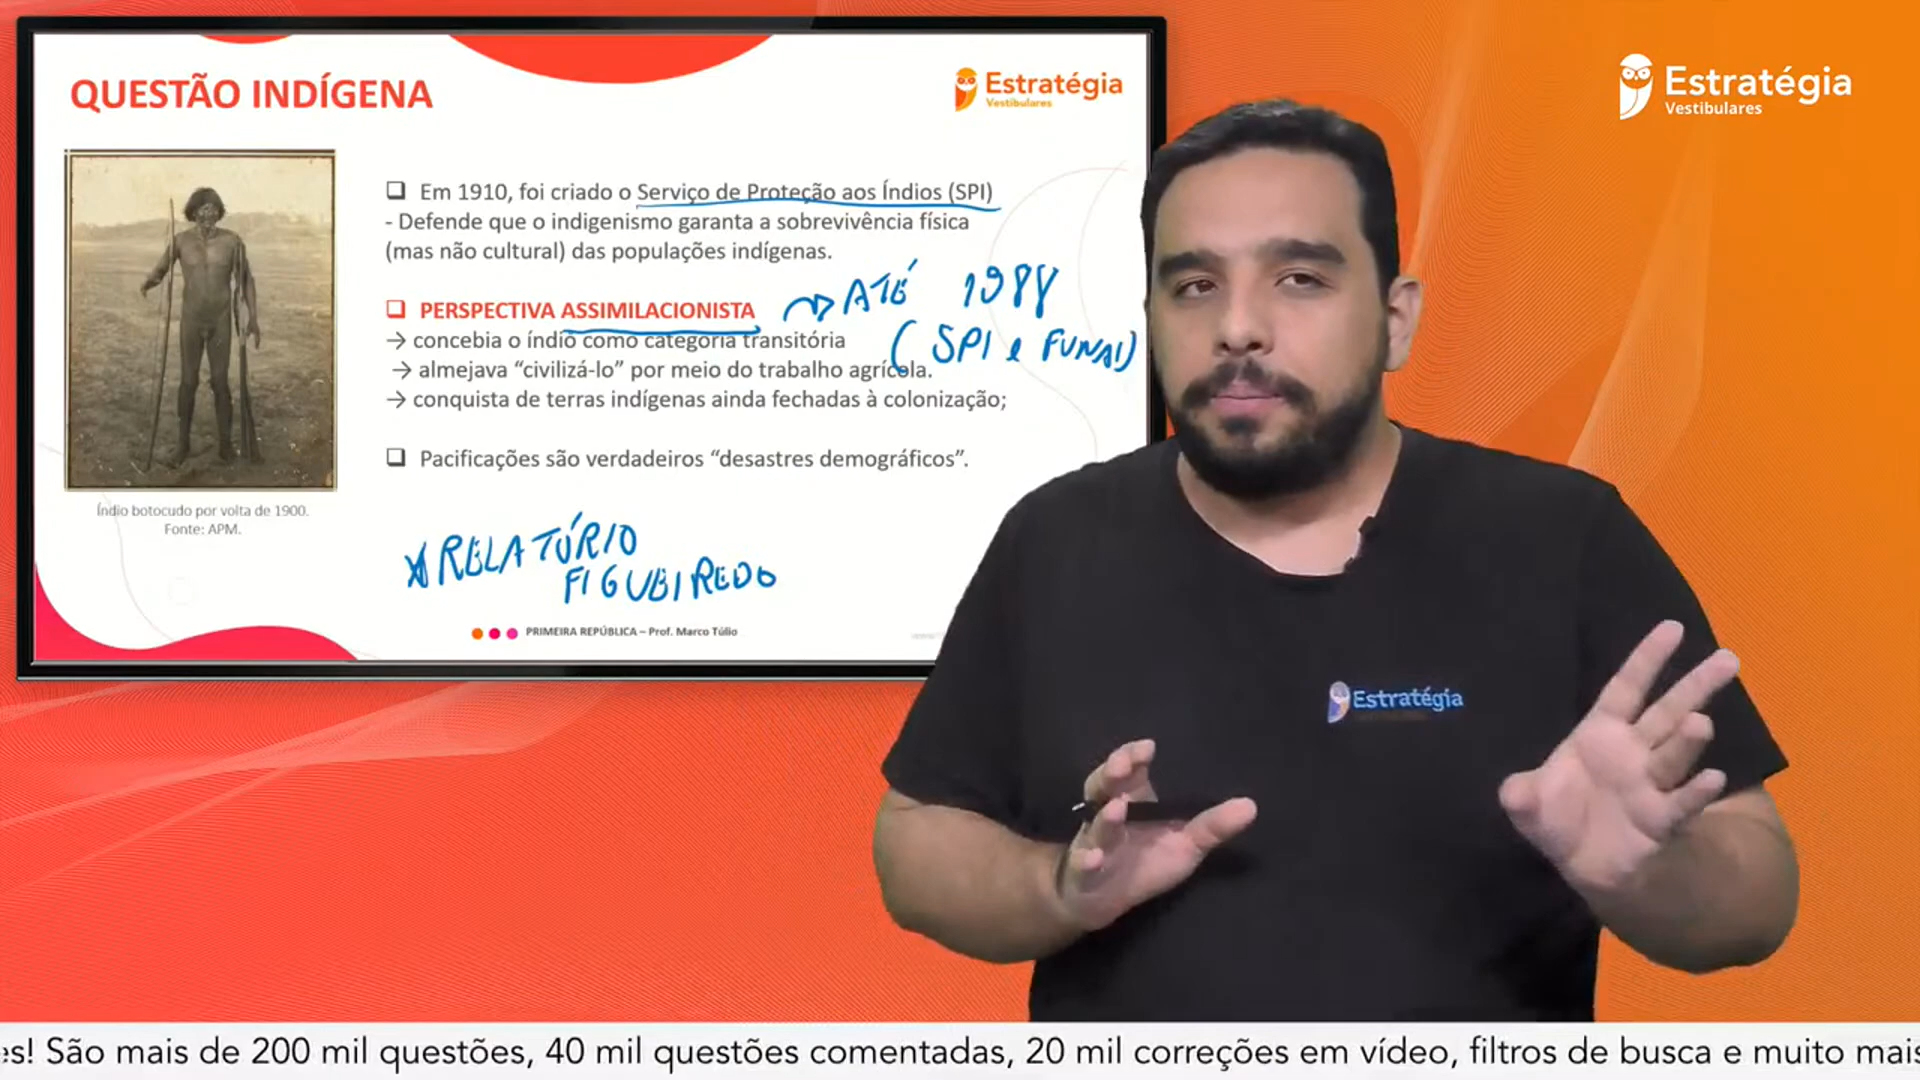 QUESTÃO INDÍGENA
Estratégia
Vestibulares
Estratégia
Vestibulares
❑ Em 1910, foi criado o Serviço de Proteção aos Índios (SPI)
- Defende que o indigenismo garanta a sobrevivência física
(mas não cultural) das populações indígenas.
❑ PERSPECTIVA ASSIMILACIONISTA
→ ATÉ 1988
(SPI e FUNAI)
→ concebia o índio como categoria transitória
→ almejava “civilizá-lo” por meio do trabalho agrícola.
→ conquista de terras indígenas ainda fechadas à colonização;
❑ Pacificações são verdadeiros “desastres demográficos”.
Índio botocudo por volta de 1900.
Fonte: APM.
RELATÓRIO
FIGUEIREDO
PRIMEIRA REPÚBLICA – Prof. Marco Túlio
Estratégia
es! São mais de 200 mil questões, 40 mil questões comentadas, 20 mil correções em vídeo, filtros de busca e muito mais